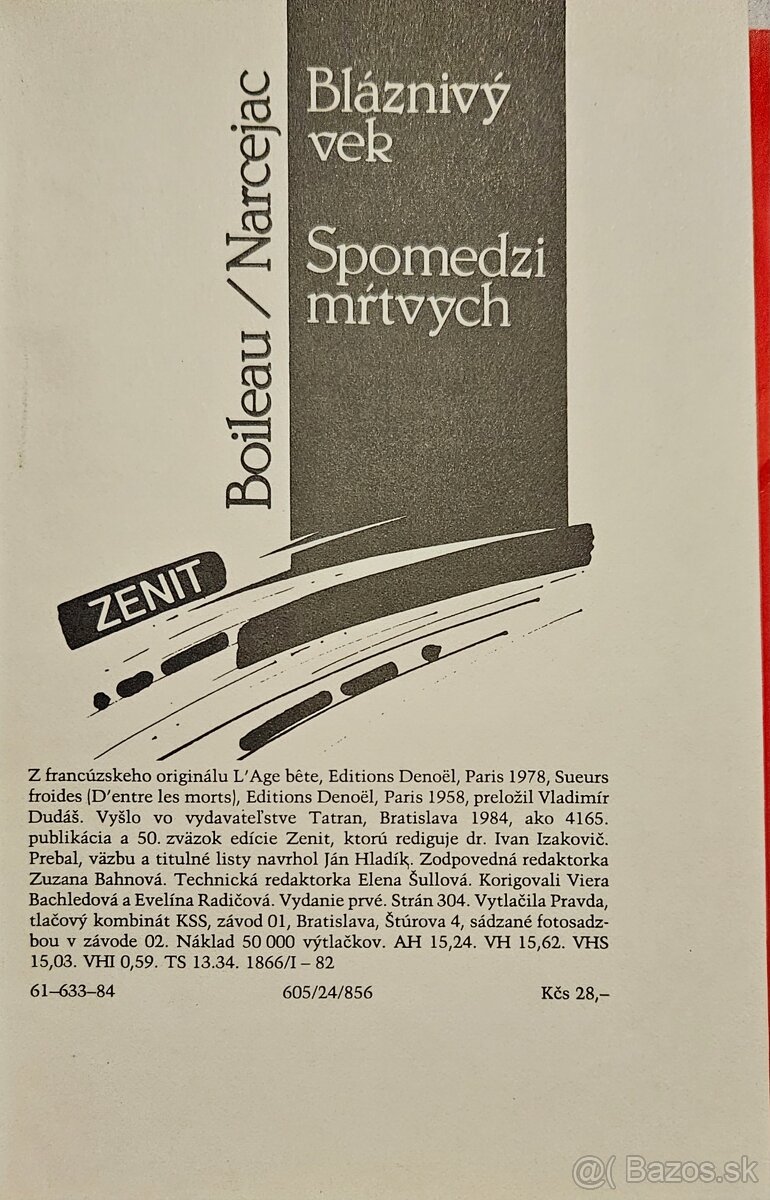 Boileau / Narcejac
Bláznivý
vek
Spomedzi
mŕtvych
ZENIT
Z francúzskeho originálu L'Age bête, Editions Denoël, Paris 1978, Sueurs
froides (D'entre les morts), Editions Denoël, Paris 1958, preložil Vladimír
Dudáš. Vyšlo vo vydavateľstve Tatran, Bratislava 1984, ako 4165.
publikácia a 50. zväzok edície Zenit, ktorú rediguje dr. Ivan Izakovič.
Prebal, väzbu a titulné listy navrhol Ján Hladík. Zodpovedná redaktorka
Zuzana Bahnová. Technická redaktorka Elena Šullová. Korigovali Viera
Bachledová a Evelína Radičová. Vydanie prvé. Strán 304. Vytlačila Pravda,
tlačový kombinát KSS, závod 01, Bratislava, Štúrova 4, sádzané fotosadz-
bou v závode 02. Náklad 50 000 výtlačkov. AH 15,24. VH 15,62. VHS
15,03. VHI 0,59. TS 13.34. 1866/I – 82
61–633–84 605/24/856 Kčs 28,–
@( Bazos.sk